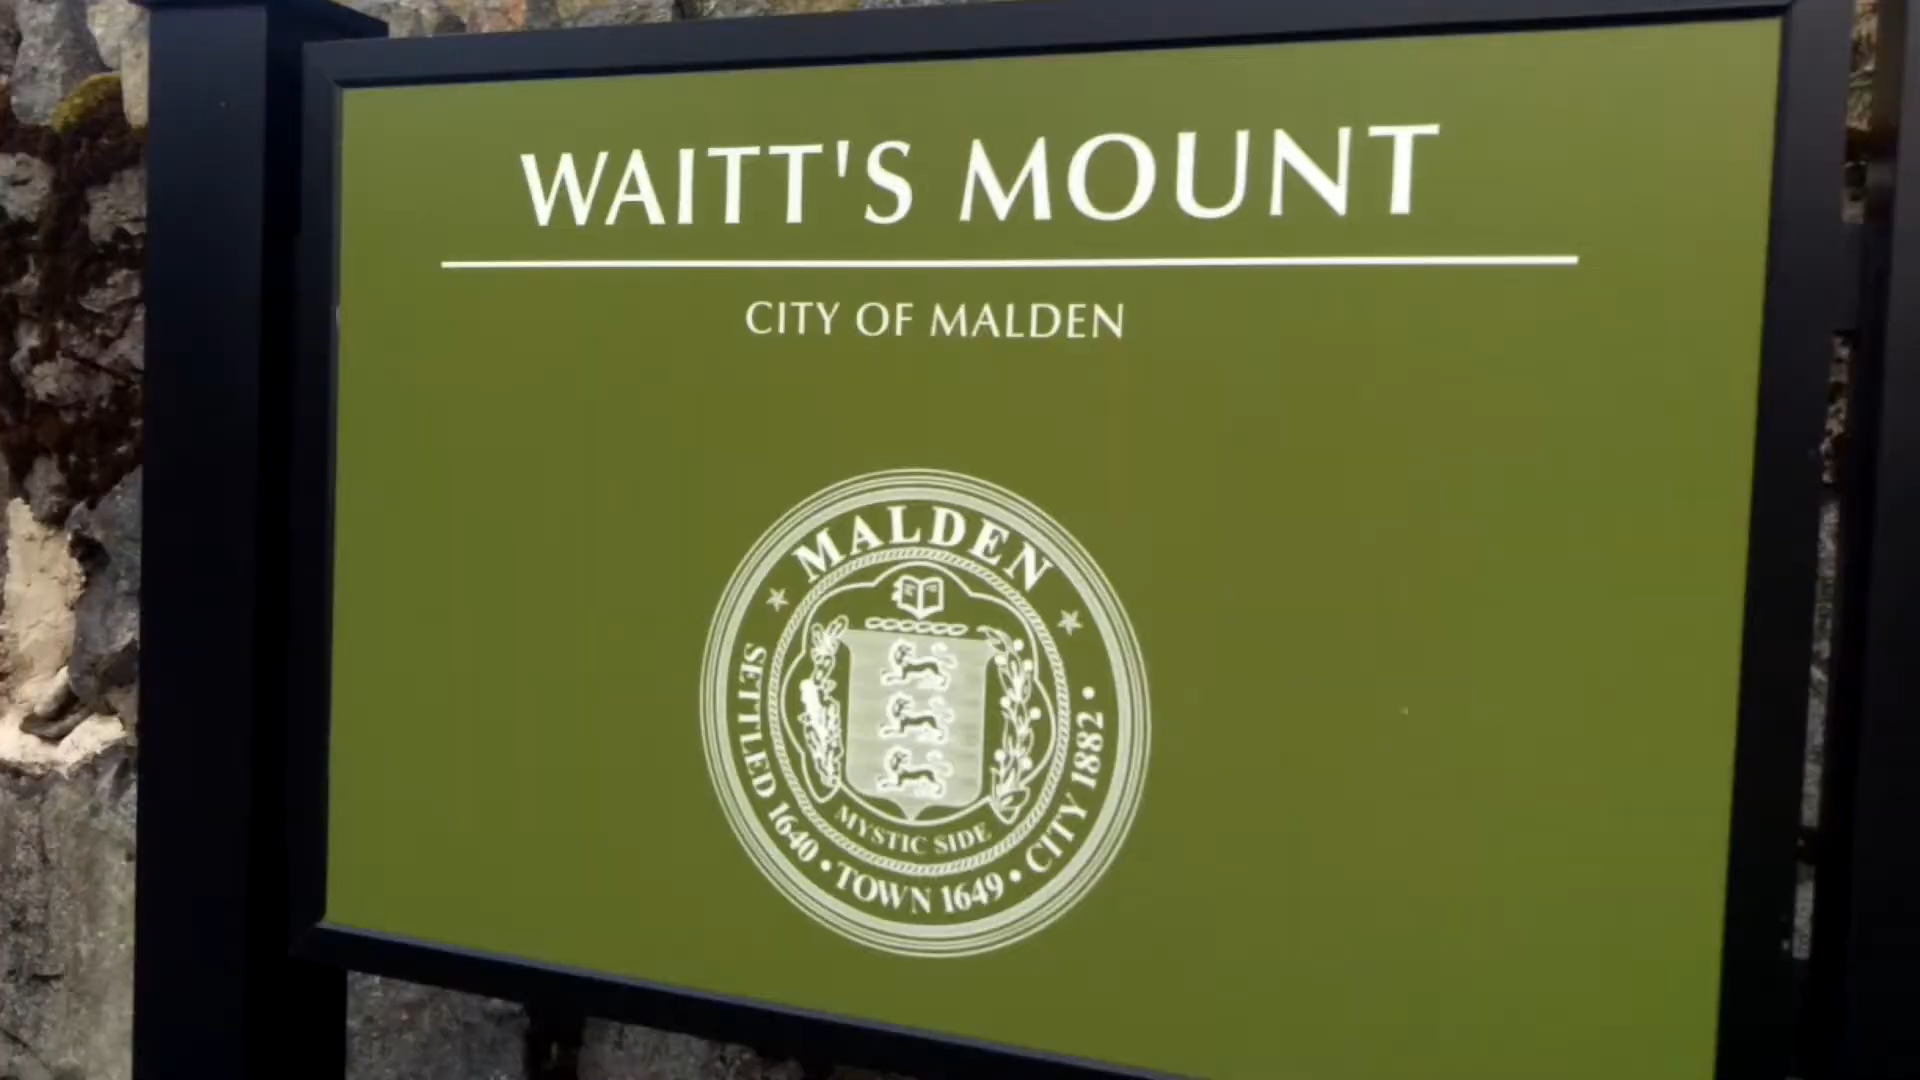 WAITT'S MOUNT
CITY OF MALDEN
MALDEN
SETTLED 1640 • TOWN 1649 • CITY 1882 •
MYSTIC SIDE